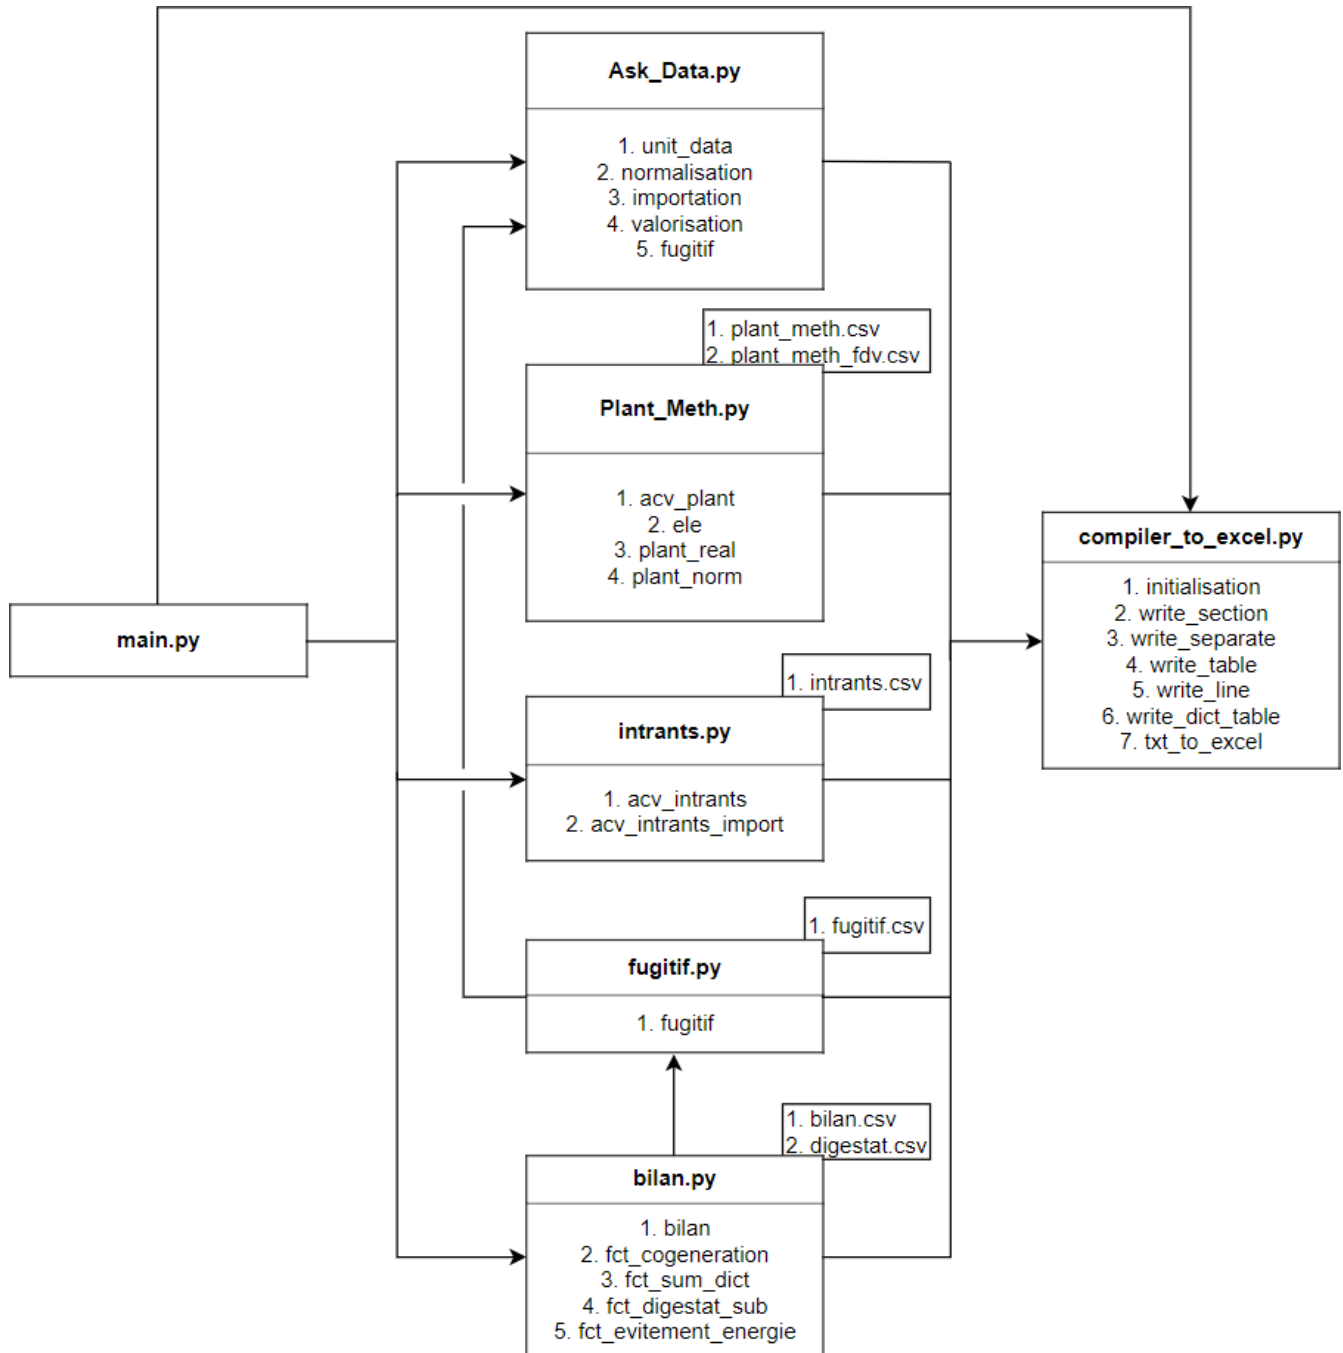 Ask_Data.py
1. unit_data
2. normalisation
3. importation
4. valorisation
5. fugitif
1. plant_meth.csv
2. plant_meth_fdv.csv
Plant_Meth.py
1. acv_plant
2. ele
3. plant_real
4. plant_norm
main.py
compiler_to_excel.py
1. initialisation
2. write_section
3. write_separate
4. write_table
5. write_line
6. write_dict_table
7. txt_to_excel
1. intrants.csv
intrants.py
1. acv_intrants
2. acv_intrants_import
1. fugitif.csv
fugitif.py
1. fugitif
1. bilan.csv
2. digestat.csv
bilan.py
1. bilan
2. fct_cogeneration
3. fct_sum_dict
4. fct_digestat_sub
5. fct_evitement_energie